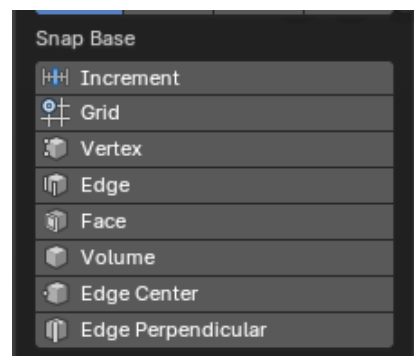 Snap Base
Increment
Grid
Vertex
Edge
Face
Volume
Edge Center
Edge Perpendicular